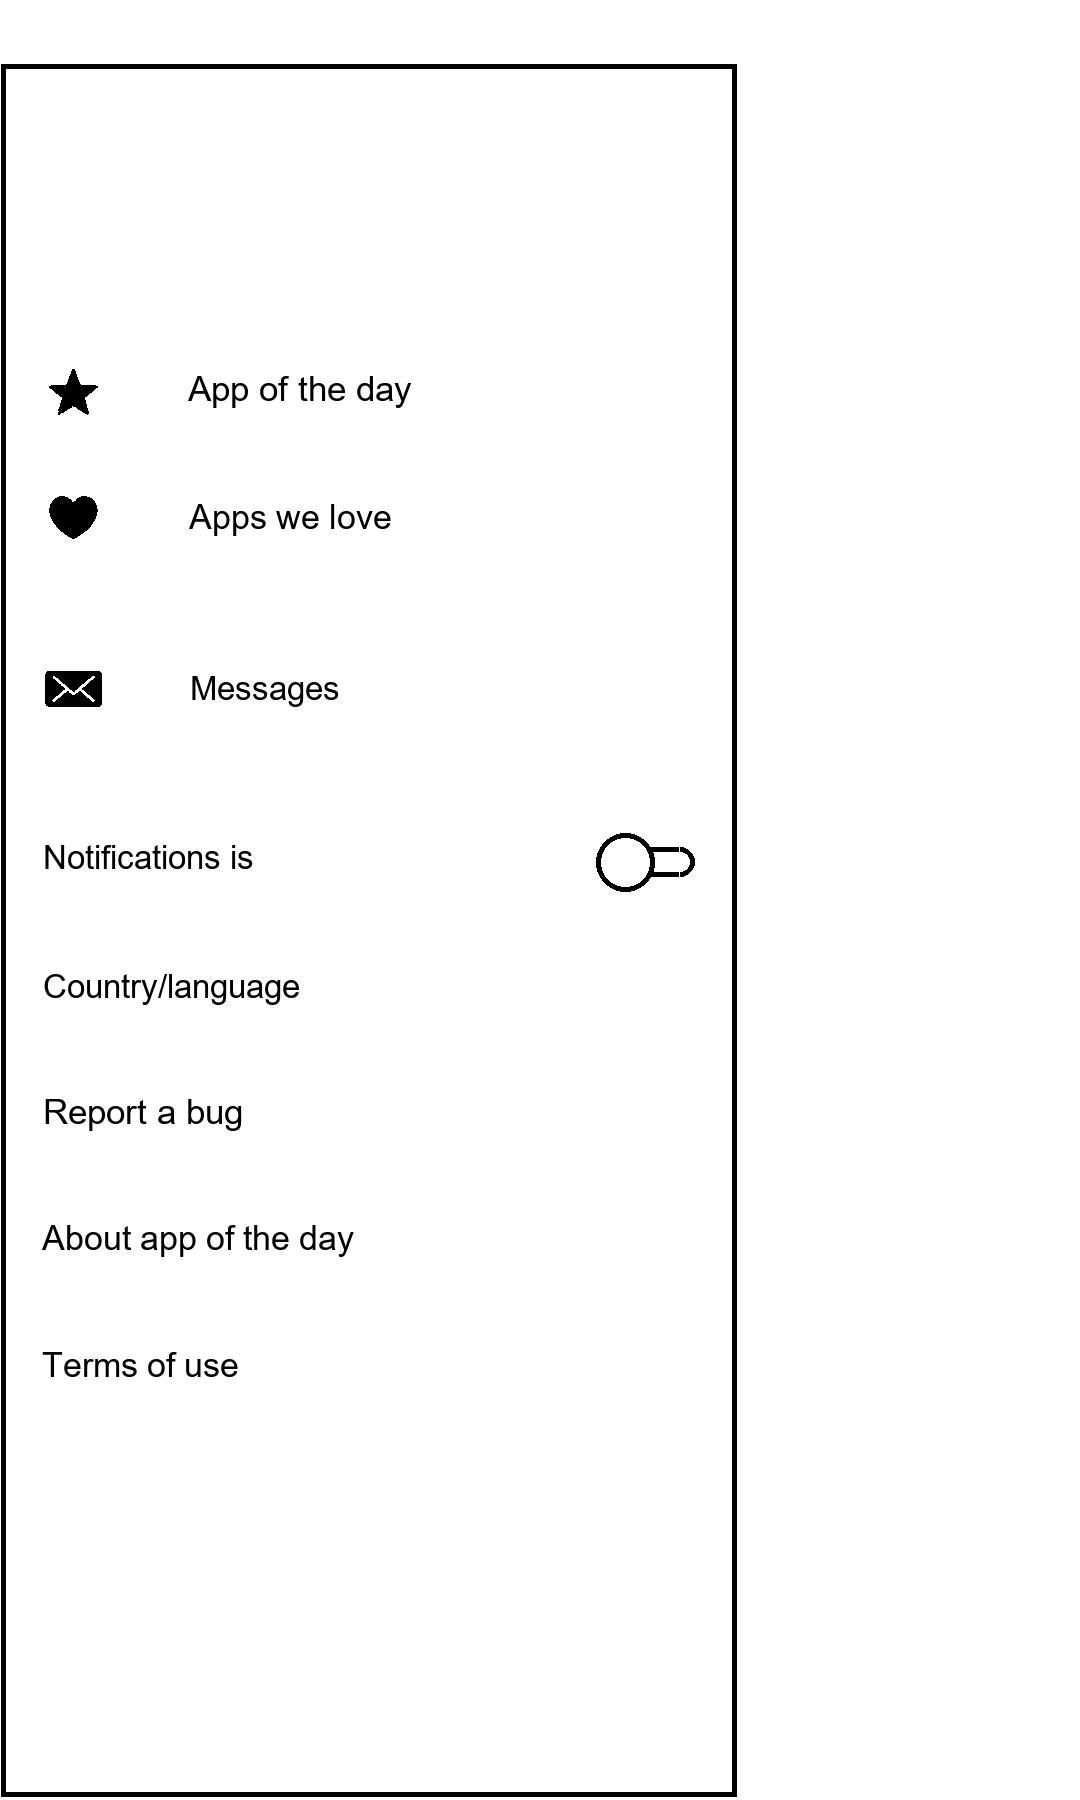 App of the day
Apps we love
Messages
Notifications is
Country/language
Report a bug
About app of the day
Terms of use